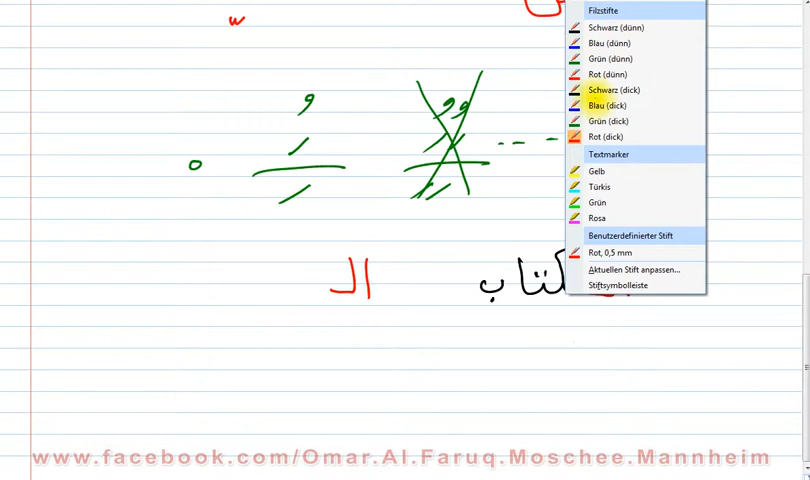 w
Filzstifte
Schwarz (dünn)
Blau (dünn)
Grün (dünn)
Rot (dünn)
Schwarz (dick)
Blau (dick)
Grün (dick)
Rot (dick)
Textmarker
Gelb
Türkis
Grün
Rosa
Benutzerdefinierter Stift
Rot, 0,5 mm
Aktuellen Stift anpassen...
Stiftsymbolleiste
الكتاب ال
www.facebook.com/Omar.Al.Faruq.Moschee.Mannheim